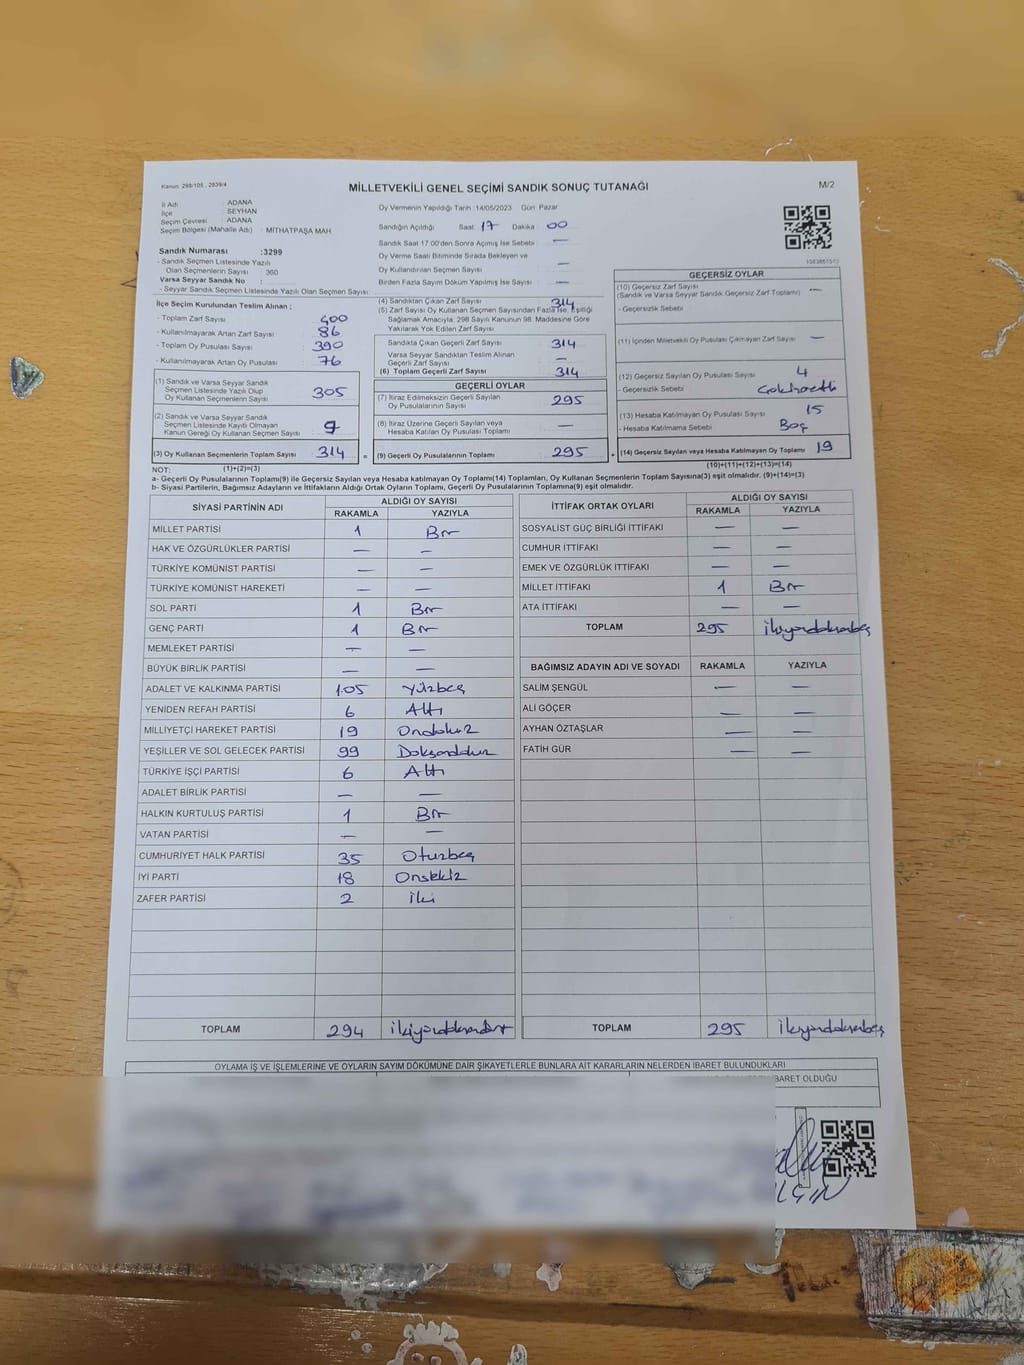 Kanun: 298/105 , 2839/4
MİLLETVEKİLİ GENEL SEÇİMİ SANDIK SONUÇ TUTANAĞI
M/2
İl Adı : ADANA
İlçe : SEYHAN
Seçim Çevresi : ADANA
Seçim Bölgesi (Mahalle Adı) : MİTHATPAŞA MAH
Sandık Numarası :3299
- Sandık Seçmen Listesinde Yazılı
Olan Seçmenlerin Sayısı : 360
Varsa Seyyar Sandık No :
- Seyyar Sandık Seçmen Listesinde Yazılı Olan Seçmen Sayısı :
Oy Vermenin Yapıldığı Tarih :14/05/2023 Gün: Pazar
Sandığın Açıldığı Saat 17 Dakika 00
Sandık Saat 17.00'den Sonra Açılmış İse Sebebi : —
Oy Verme Saati Bitiminde Sırada Bekleyen ve
Oy Kullandırılan Seçmen Sayısı : —
Birden Fazla Sayım Döküm Yapılmış İse Sayısı : —
İlçe Seçim Kurulundan Teslim Alınan ;
- Toplam Zarf Sayısı : 400
- Kullanılmayarak Artan Zarf Sayısı : 86
- Toplam Oy Pusulası Sayısı : 390
- Kullanılmayarak Artan Oy Pusulası : 76
(1) Sandık ve Varsa Seyyar Sandık
Seçmen Listesinde Yazılı Olup
Oy Kullanan Seçmenlerin Sayısı : 305
(2) Sandık ve Varsa Seyyar Sandık
Seçmen Listesinde Kayıtlı Olmayan
Kanun Gereği Oy Kullanan Seçmen Sayısı : 9
(3) Oy Kullanan Seçmenlerin Toplam Sayısı : 314
(1)+(2)=(3)
(4) Sandıktan Çıkan Zarf Sayısı : 314
(5) Zarf Sayısı Oy Kullanan Seçmen Sayısından Fazla İse, Eşitliği
Sağlamak Amacıyla, 298 Sayılı Kanunun 98. Maddesine Göre
Yakılarak Yok Edilen Zarf Sayısı :
Sandıkta Çıkan Geçerli Zarf Sayısı : 314
Varsa Seyyar Sandıktan Teslim Alınan
Geçerli Zarf Sayısı : —
(6) Toplam Geçerli Zarf Sayısı : 314
GEÇERLİ OYLAR
(7) İtiraz Edilmeksizin Geçerli Sayılan
Oy Pusulalarının Sayısı : 295
(8) İtiraz Üzerine Geçerli Sayılan veya
Hesaba Katılan Oy Pusulası Toplamı : —
= (9) Geçerli Oy Pusulalarının Toplamı : 295
GEÇERSİZ OYLAR
(10) Geçersiz Zarf Sayısı
(Sandık ve Varsa Seyyar Sandık Geçersiz Zarf Toplamı) : —
- Geçersizlik Sebebi :
(11) İçinden Milletvekili Oy Pusulası Çıkmayan Zarf Sayısı : —
(12) Geçersiz Sayılan Oy Pusulası Sayısı : 4
- Geçersizlik Sebebi :
(13) Hesaba Katılmayan Oy Pusulası Sayısı : 15
- Hesaba Katılmama Sebebi : Boş
+ (14) Geçersiz Sayılan veya Hesaba Katılmayan Oy Toplamı : 19
(10)+(11)+(12)+(13)=(14)
NOT:
a- Geçerli Oy Pusulalarının Toplamı(9) ile Geçersiz Sayılan veya Hesaba katılmayan Oy Toplamı(14) Toplamları, Oy Kullanan Seçmenlerin Toplam Sayısına(3) eşit olmalıdır. (9)+(14)=(3)
b- Siyasi Partilerin, Bağımsız Adayların ve İttifakların Aldığı Ortak Oyların Toplamı, Geçerli Oy Pusulalarının Toplamına(9) eşit olmalıdır.
SİYASİ PARTİNİN ADI ALDIĞI OY SAYISI
RAKAMLA YAZIYLA
MİLLET PARTİSİ 1 Bir
HAK VE ÖZGÜRLÜKLER PARTİSİ — —
TÜRKİYE KOMÜNİST PARTİSİ — —
TÜRKİYE KOMÜNİST HAREKETİ — —
SOL PARTİ 1 Bir
GENÇ PARTİ 1 Bir
MEMLEKET PARTİSİ — —
BÜYÜK BİRLİK PARTİSİ — —
ADALET VE KALKINMA PARTİSİ 105 Yüzbeş
YENİDEN REFAH PARTİSİ 6 Altı
MİLLİYETÇİ HAREKET PARTİSİ 19 Ondokuz
YEŞİLLER VE SOL GELECEK PARTİSİ 99 Doksandokuz
TÜRKİYE İŞÇİ PARTİSİ 6 Altı
ADALET BİRLİK PARTİSİ — —
HALKIN KURTULUŞ PARTİSİ 1 Bir
VATAN PARTİSİ — —
CUMHURİYET HALK PARTİSİ 35 Otuzbeş
İYİ PARTİ 18 Onsekiz
ZAFER PARTİSİ 2 İki
TOPLAM 294 İkiyüzdoksandört
İTTİFAK ORTAK OYLARI ALDIĞI OY SAYISI
RAKAMLA YAZIYLA
SOSYALİST GÜÇ BİRLİĞİ İTTİFAKI — —
CUMHUR İTTİFAKI — —
EMEK VE ÖZGÜRLÜK İTTİFAKI — —
MİLLET İTTİFAKI 1 Bir
ATA İTTİFAKI — —
TOPLAM 295 ikiyüzdoksanbeş
BAĞIMSIZ ADAYIN ADI VE SOYADI RAKAMLA YAZIYLA
SALİM ŞENGÜL — —
ALİ GÖÇER — —
AYHAN ÖZTAŞLAR — —
FATİH GÜR — —
TOPLAM 295 İkiyüzdoksanbeş
OYLAMA İŞ VE İŞLEMLERİNE VE OYLARIN SAYIM DÖKÜMÜNE DAİR ŞİKAYETLERLE BUNLARA AİT KARARLARIN NELERDEN İBARET BULUNDUKLARI
BARET OLDUĞU